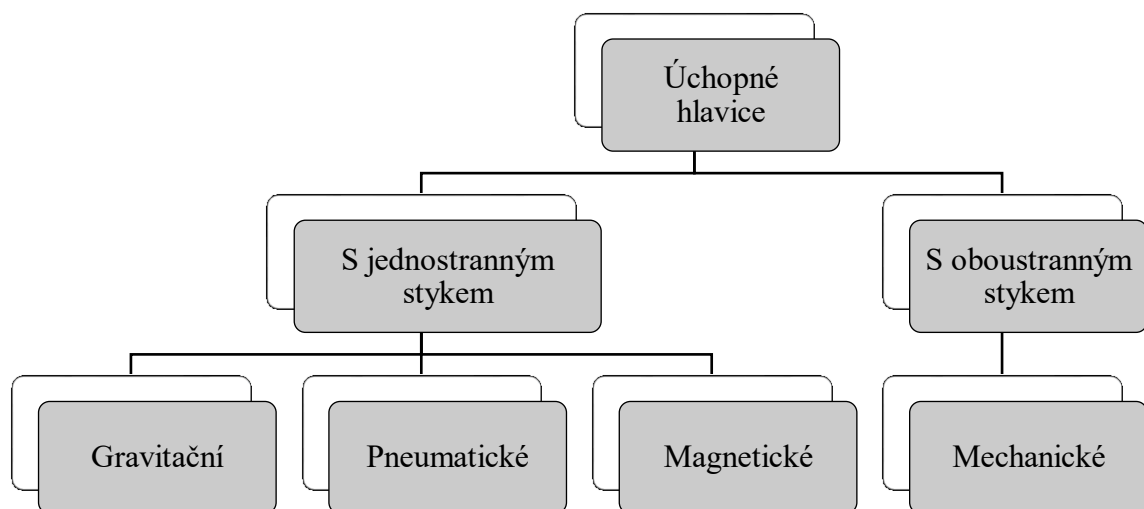 Úchopné
hlavice
S jednostranným
stykem
S oboustranným
stykem
Gravitační
Pneumatické
Magnetické
Mechanické